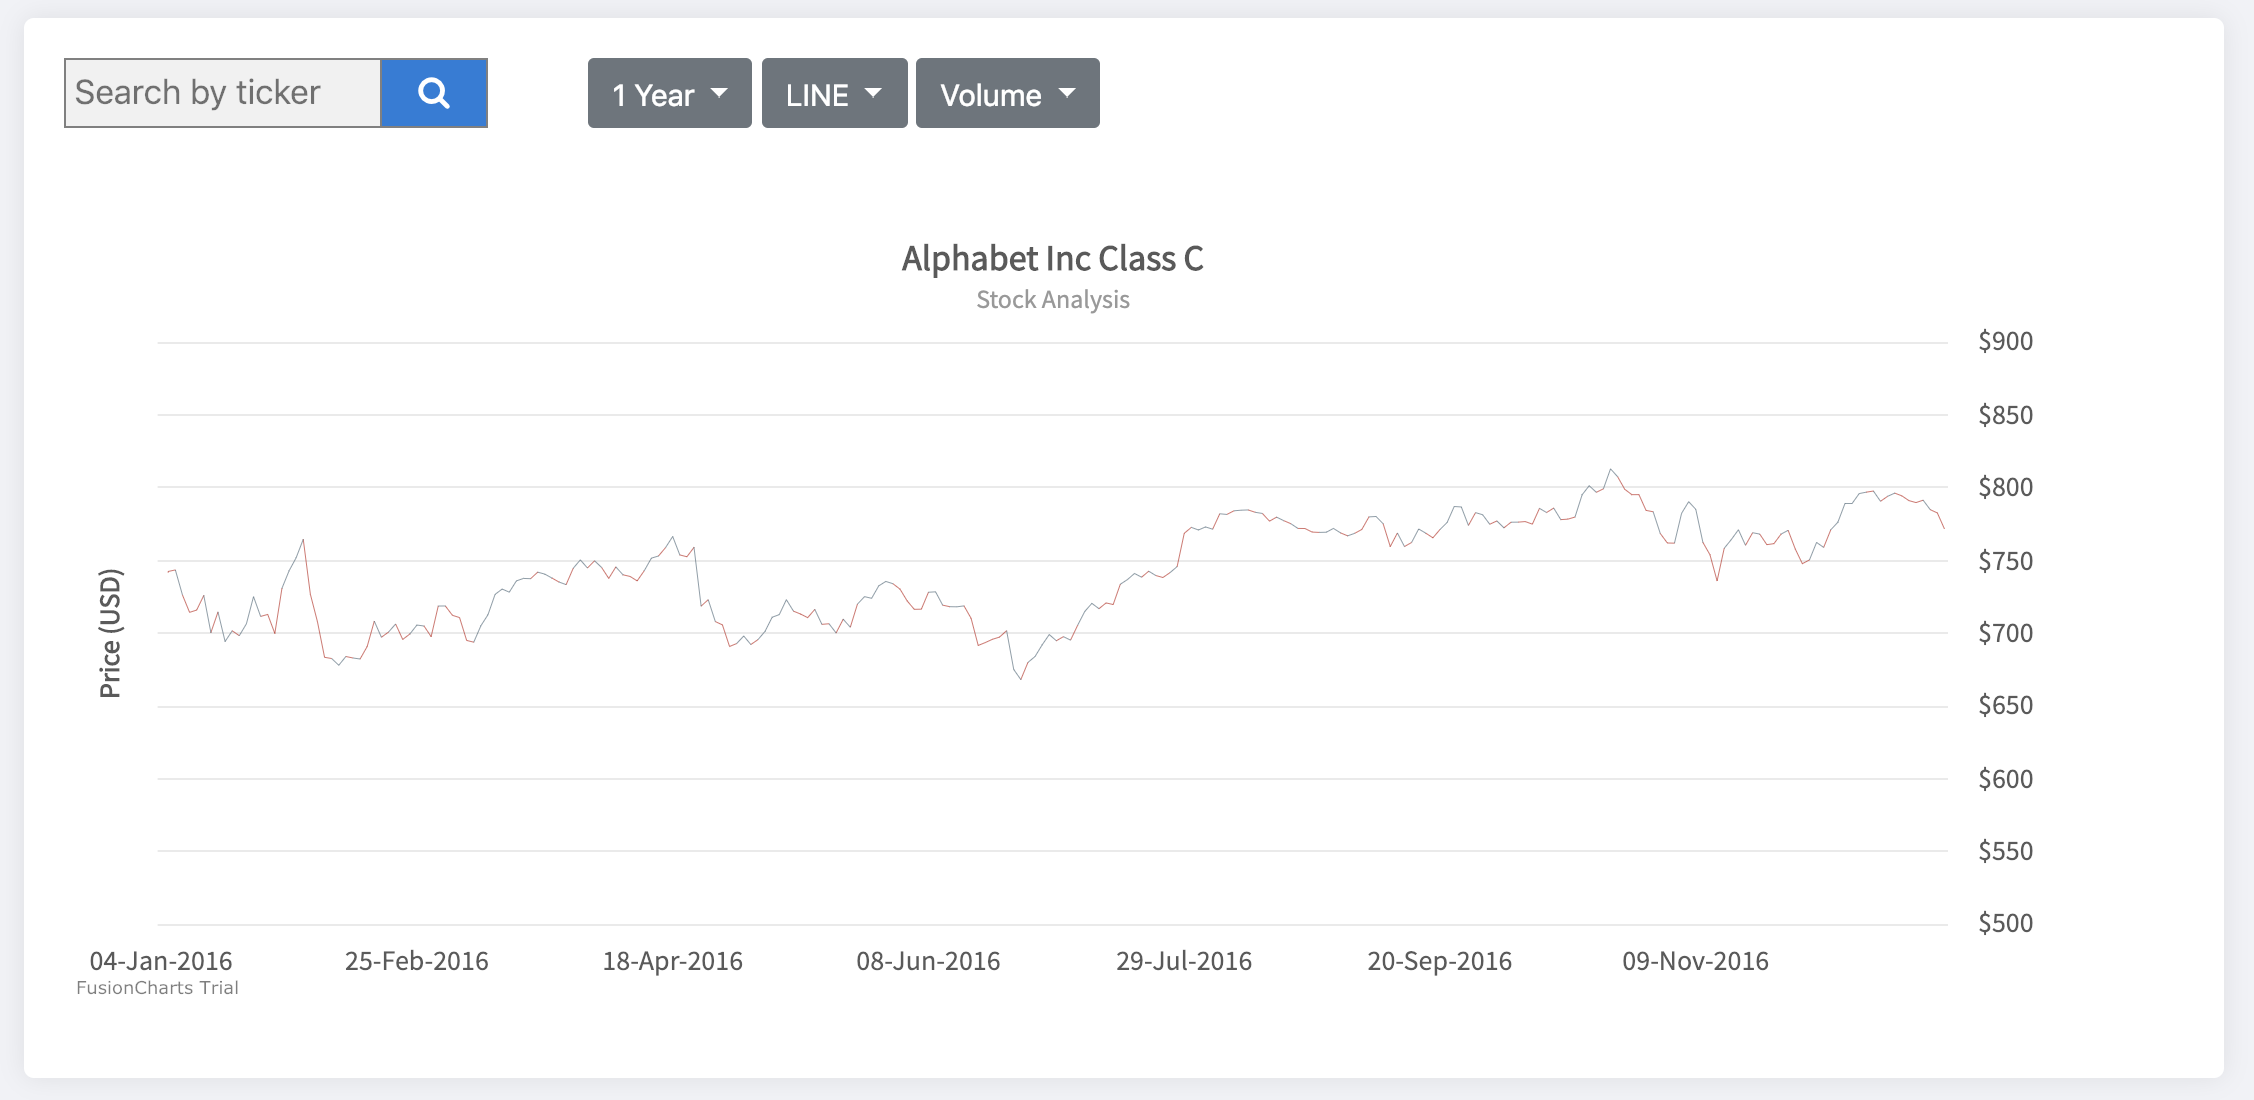 Search by ticker
1 Year
LINE
Volume
Alphabet Inc Class C
Stock Analysis
Price (USD)
$900
$850
$800
$750
$700
$650
$600
$550
$500
04-Jan-2016
25-Feb-2016
18-Apr-2016
08-Jun-2016
29-Jul-2016
20-Sep-2016
09-Nov-2016
FusionCharts Trial